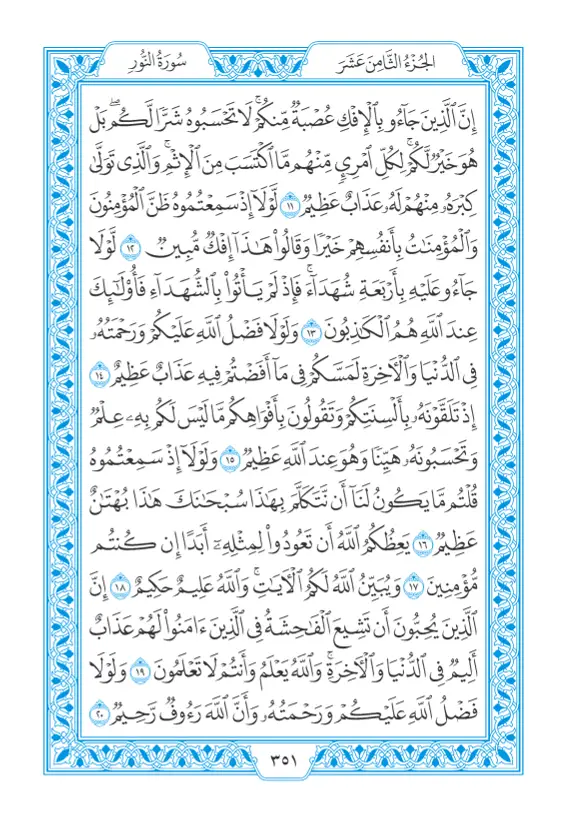 الجُزْءُ الثَّامِنَ عَشَرَ
سُورَةُ النُّورِ
إِنَّ ٱلَّذِينَ جَآءُو بِٱلْإِفْكِ عُصْبَةٌ مِّنكُمْۚ لَا تَحْسَبُوهُ شَرًّا لَّكُمۖ بَلْ
هُوَ خَيْرٌ لَّكُمْۚ لِكُلِّ ٱمْرِئٍ مِّنْهُم مَّا ٱكْتَسَبَ مِنَ ٱلْإِثْمِۚ وَٱلَّذِى تَوَلَّىٰ
كِبْرَهُۥ مِنْهُمْ لَهُۥ عَذَابٌ عَظِيمٌ ١١ لَّوْلَآ إِذْ سَمِعْتُمُوهُ ظَنَّ ٱلْمُؤْمِنُونَ
وَٱلْمُؤْمِنَٰتُ بِأَنفُسِهِمْ خَيْرًا وَقَالُوا۟ هَٰذَآ إِفْكٌ مُّبِينٌ ١٢ لَّوْلَا
جَآءُو عَلَيْهِ بِأَرْبَعَةِ شُهَدَآءَۚ فَإِذْ لَمْ يَأْتُوا۟ بِٱلشُّهَدَآءِ فَأُو۟لَٰٓئِكَ
عِندَ ٱللَّهِ هُمُ ٱلْكَٰذِبُونَ ١٣ وَلَوْلَا فَضْلُ ٱللَّهِ عَلَيْكُمْ وَرَحْمَتُهُۥ
فِى ٱلدُّنْيَا وَٱلْـَٔاخِرَةِ لَمَسَّكُمْ فِى مَآ أَفَضْتُمْ فِيهِ عَذَابٌ عَظِيمٌ ١٤
إِذْ تَلَقَّوْنَهُۥ بِأَلْسِنَتِكُمْ وَتَقُولُونَ بِأَفْوَاهِكُم مَّا لَيْسَ لَكُم بِهِۦ عِلْمٌ
وَتَحْسَبُونَهُۥ هَيِّنًا وَهُوَ عِندَ ٱللَّهِ عَظِيمٌ ١٥ وَلَوْلَآ إِذْ سَمِعْتُمُوهُ
قُلْتُم مَّا يَكُونُ لَنَآ أَن نَّتَكَلَّمَ بِهَٰذَا سُبْحَٰنَكَ هَٰذَا بُهْتَٰنٌ
عَظِيمٌ ١٦ يَعِظُكُمُ ٱللَّهُ أَن تَعُودُوا۟ لِمِثْلِهِۦٓ أَبَدًا إِن كُنتُم
مُّؤْمِنِينَ ١٧ وَيُبَيِّنُ ٱللَّهُ لَكُمُ ٱلْـَٔايَٰتِۚ وَٱللَّهُ عَلِيمٌ حَكِيمٌ ١٨ إِنَّ
ٱلَّذِينَ يُحِبُّونَ أَن تَشِيعَ ٱلْفَٰحِشَةُ فِى ٱلَّذِينَ ءَامَنُوا۟ لَهُمْ عَذَابٌ
أَلِيمٌ فِى ٱلدُّنْيَا وَٱلْـَٔاخِرَةِۚ وَٱللَّهُ يَعْلَمُ وَأَنتُمْ لَا تَعْلَمُونَ ١٩ وَلَوْلَا
فَضْلُ ٱللَّهِ عَلَيْكُمْ وَرَحْمَتُهُۥ وَأَنَّ ٱللَّهَ رَءُوفٌ رَّحِيمٌ ٢٠
٣٥١